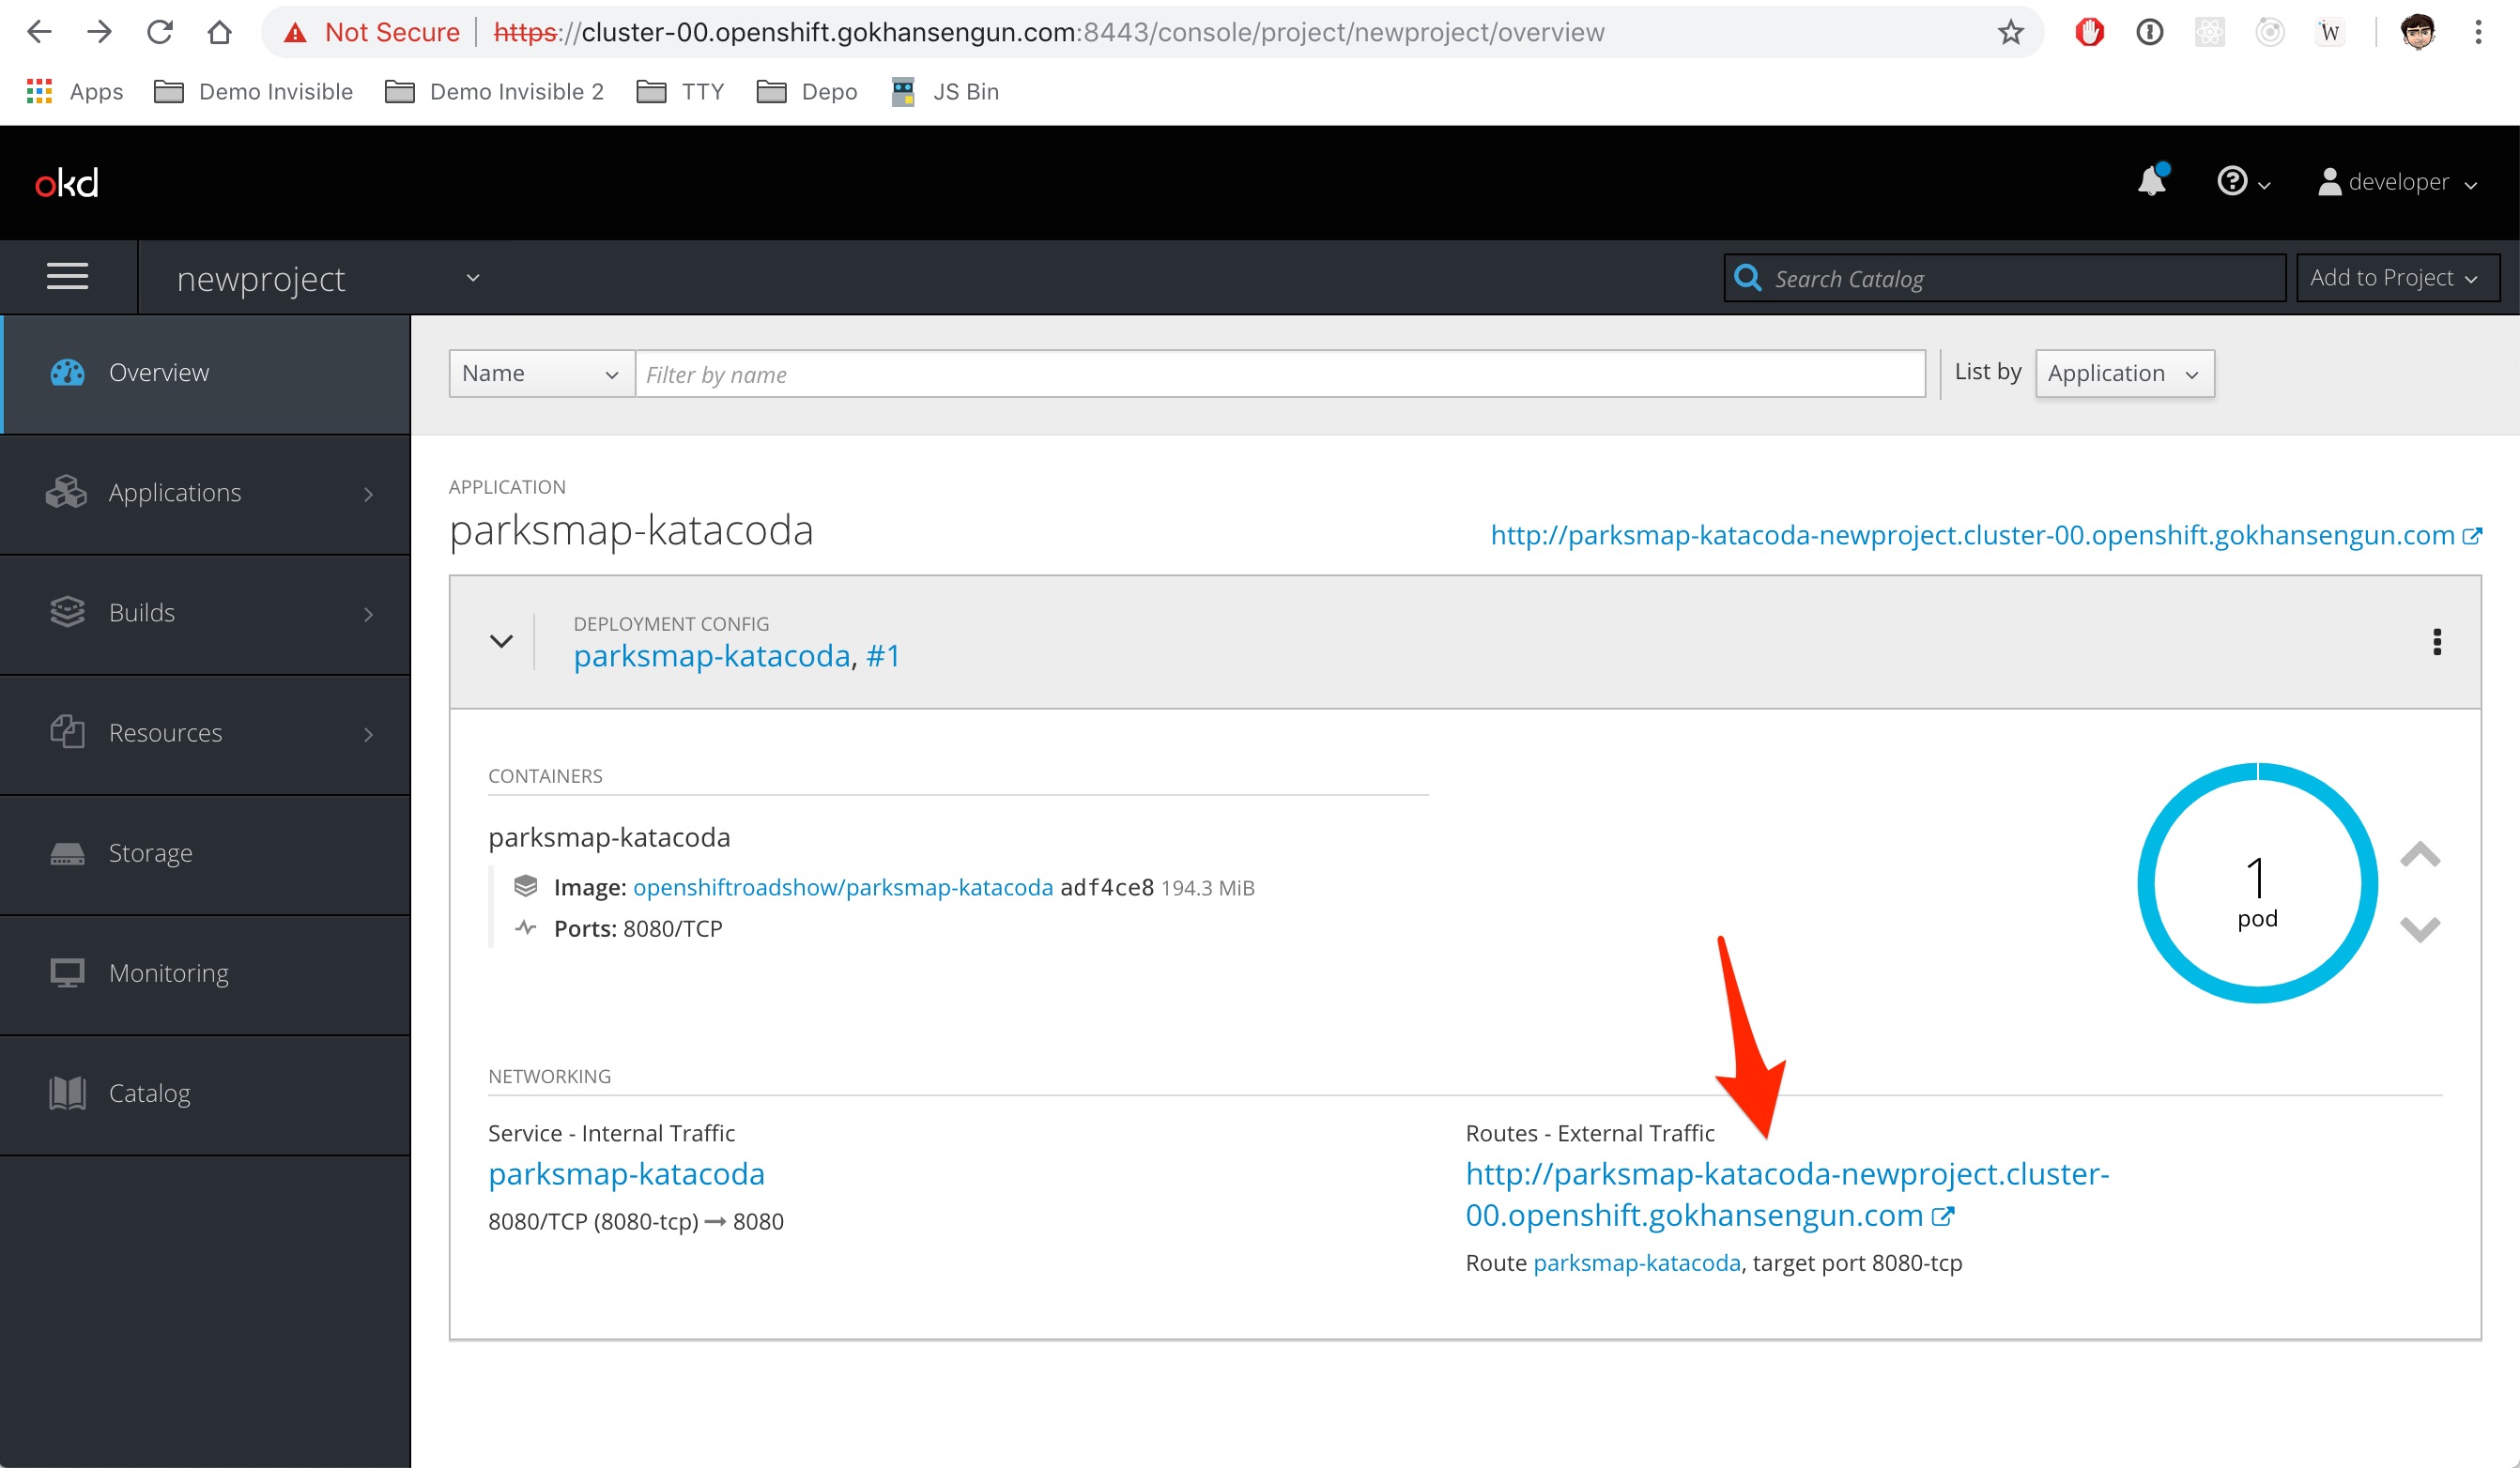 Not Secure | https://cluster-00.openshift.gokhansengun.com:8443/console/project/newproject/overview
W
Apps Demo Invisible Demo Invisible 2 TTY Depo JS Bin
okd
developer
newproject
Search Catalog
Add to Project
Overview
Applications
Builds
Resources
Storage
Monitoring
Catalog
Name
Filter by name
List by
Application
APPLICATION
parksmap-katacoda
http://parksmap-katacoda-newproject.cluster-00.openshift.gokhansengun.com
DEPLOYMENT CONFIG
parksmap-katacoda, #1
CONTAINERS
parksmap-katacoda
Image: openshiftroadshow/parksmap-katacoda adf4ce8 194.3 MiB
Ports: 8080/TCP
1
pod
NETWORKING
Service - Internal Traffic
parksmap-katacoda
8080/TCP (8080-tcp) → 8080
Routes - External Traffic
http://parksmap-katacoda-newproject.cluster-
00.openshift.gokhansengun.com
Route parksmap-katacoda, target port 8080-tcp